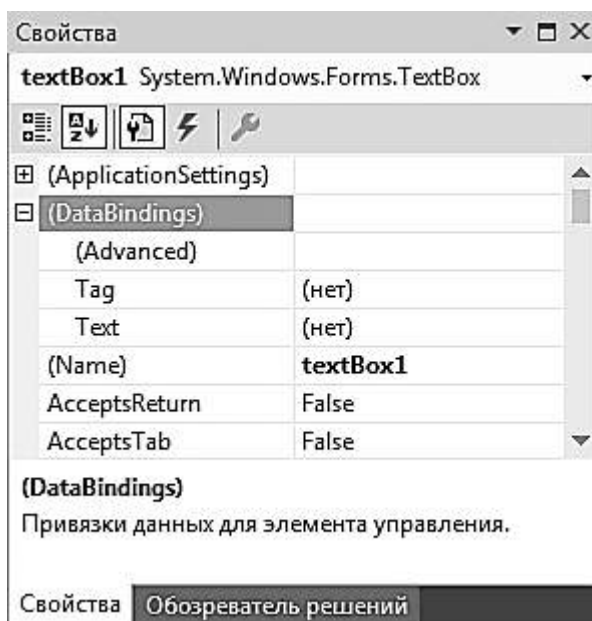 Свойства
textBox1 System.Windows.Forms.TextBox
(ApplicationSettings)
(DataBindings)
(Advanced)
Tag (нет)
Text (нет)
(Name) textBox1
AcceptsReturn False
AcceptsTab False
(DataBindings)
Привязки данных для элемента управления.
Свойства Обозреватель решений